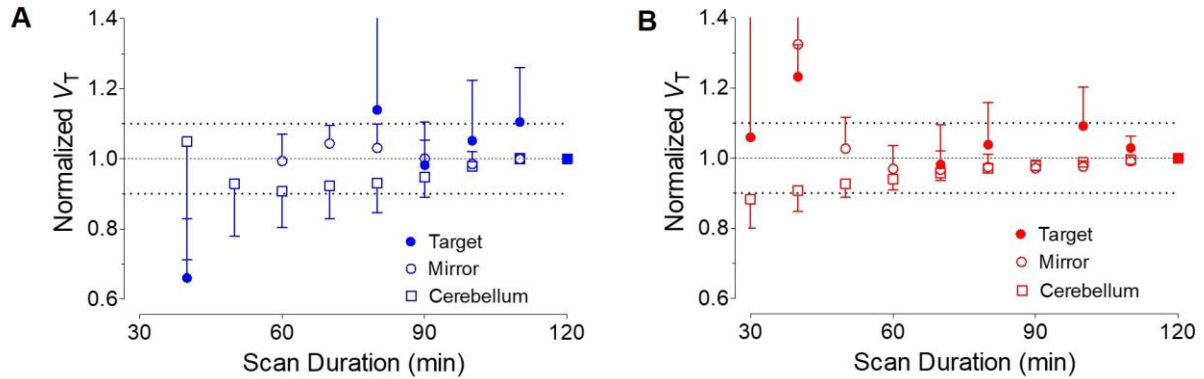 A
Normalized VT
1.4
1.2
1.0
0.8
0.6
30
60
90
120
Scan Duration (min)
Target
Mirror
Cerebellum
B
Normalized VT
1.4
1.2
1.0
0.8
0.6
30
60
90
120
Scan Duration (min)
Target
Mirror
Cerebellum